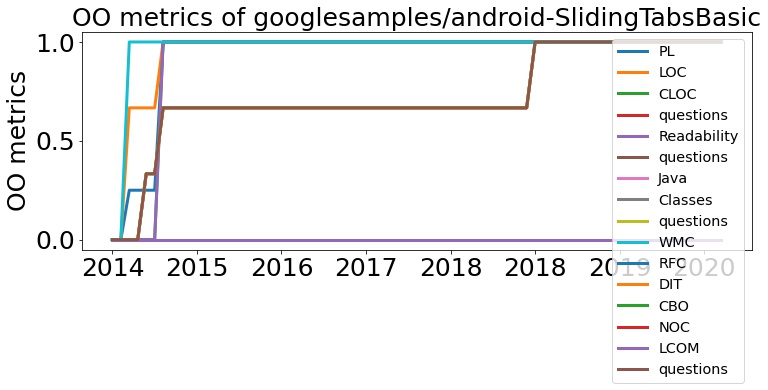 OO metrics of googlesamples/android-SlidingTabsBasic
OO metrics
1.0
0.5
0.0
2014 2015 2016 2017 2018 2018 2019 2020
PL
LOC
CLOC
questions
Readability
questions
Java
Classes
questions
WMC
RFC
DIT
CBO
NOC
LCOM
questions